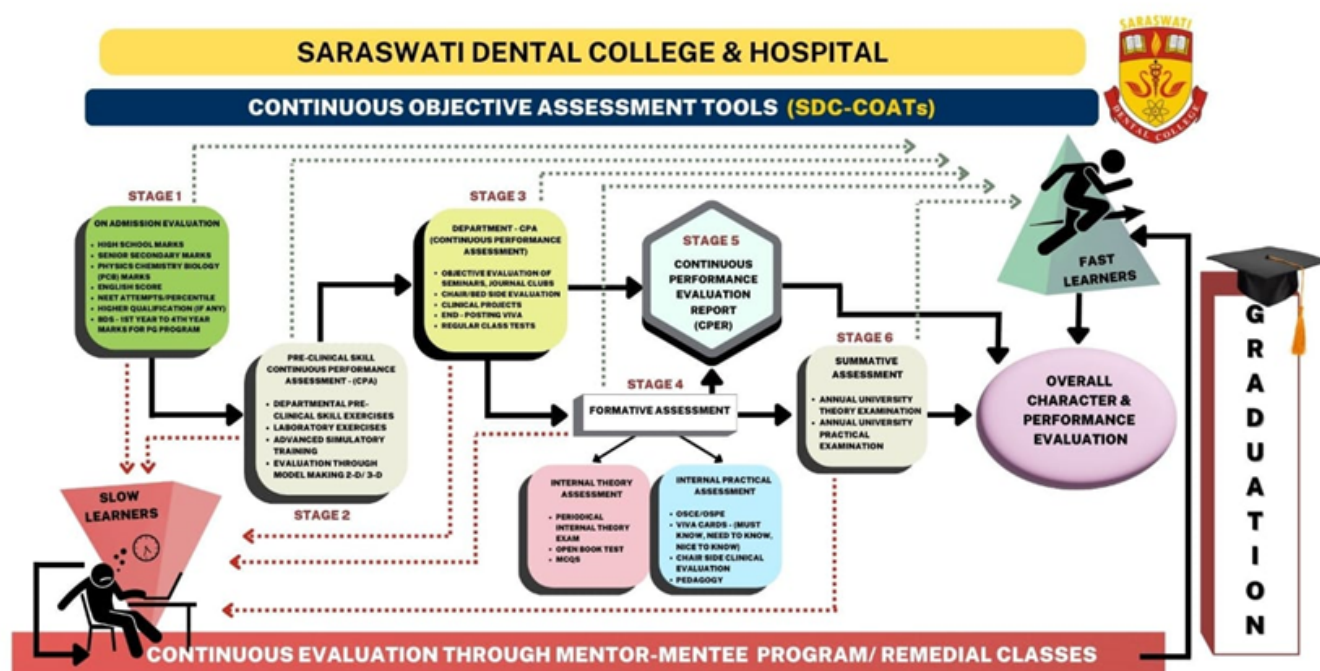 SARASWATI DENTAL COLLEGE & HOSPITAL
SARASWATI
DENTAL COLLEGE
CONTINUOUS OBJECTIVE ASSESSMENT TOOLS (SDC-COATs)
STAGE 1
ON ADMISSION EVALUATION
• HIGH SCHOOL MARKS
• SENIOR SECONDARY MARKS
• PHYSICS CHEMISTRY BIOLOGY
(PCB) MARKS
• ENGLISH SCORE
• NEET ATTEMPTS/PERCENTILE
• HIGHER QUALIFICATION (IF ANY)
• BDS - 1ST YEAR TO 4TH YEAR
MARKS FOR PG PROGRAM
PRE-CLINICAL SKILL
CONTINUOUS PERFORMANCE
ASSESSMENT - (CPA)
• DEPARTMENTAL PRE-
CLINICAL SKILL EXERCISES
• LABORATORY EXERCISES
• ADVANCED SIMULATORY
TRAINING
• EVALUATION THROUGH
MODEL MAKING 2-D/ 3-D
STAGE 2
STAGE 3
DEPARTMENT - CPA
(CONTINUOUS PERFORMANCE
ASSESSMENT)
• OBJECTIVE EVALUATION OF
SEMINARS, JOURNAL CLUBS
• CHAIR/BED SIDE EVALUATION
• CLINICAL PROJECTS
• END - POSTING VIVA
• REGULAR CLASS TESTS
STAGE 4
FORMATIVE ASSESSMENT
INTERNAL THEORY
ASSESSMENT
• PERIODICAL
INTERNAL THEORY
EXAM
• OPEN BOOK TEST
• MCQS
INTERNAL PRACTICAL
ASSESSMENT
• OSCE/OSPE
• VIVA CARDS - (MUST
KNOW, NEED TO KNOW,
NICE TO KNOW)
• CHAIR SIDE CLINICAL
EVALUATION
• PEDAGOGY
STAGE 5
CONTINUOUS
PERFORMANCE
EVALUATION
REPORT
(CPER)
STAGE 6
SUMMATIVE
ASSESSMENT
• ANNUAL UNIVERSITY
THEORY EXAMINATION
• ANNUAL UNIVERSITY
PRACTICAL
EXAMINATION
FAST
LEARNERS
OVERALL
CHARACTER &
PERFORMANCE
EVALUATION
GRADUATION
SLOW
LEARNERS
CONTINUOUS EVALUATION THROUGH MENTOR-MENTEE PROGRAM/ REMEDIAL CLASSES